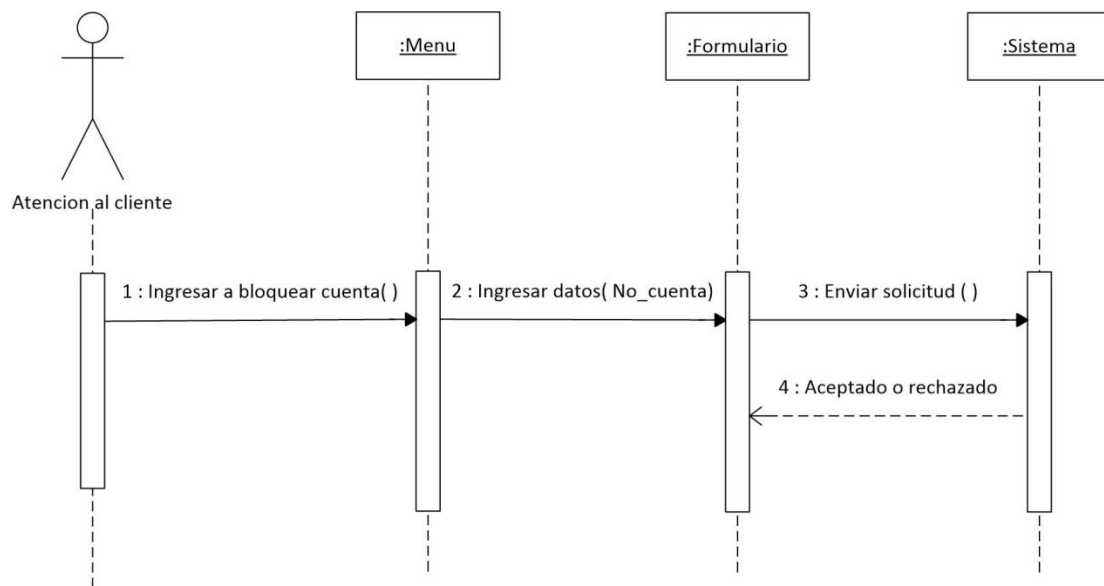 :Menu
:Formulario
:Sistema
Atencion al cliente
1 : Ingresar a bloquear cuenta( )
2 : Ingresar datos( No_cuenta)
3 : Enviar solicitud ( )
4 : Aceptado o rechazado